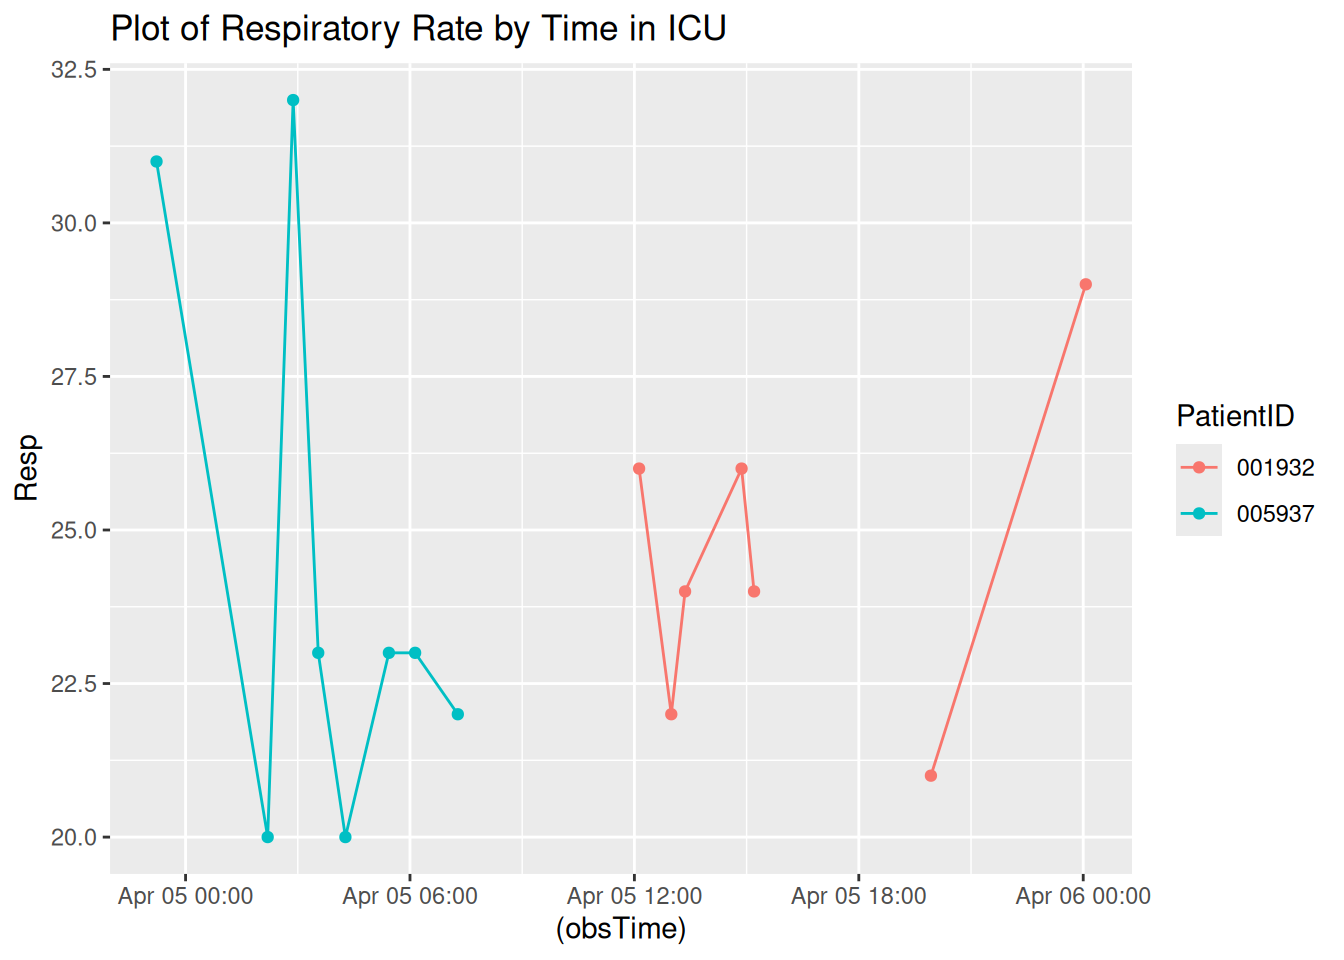 Plot of Respiratory Rate by Time in ICU
32.5
30.0
27.5
25.0
22.5
20.0
Resp
Apr 05 00:00 Apr 05 06:00 Apr 05 12:00 Apr 05 18:00 Apr 06 00:00
(obsTime)
PatientID
001932
005937